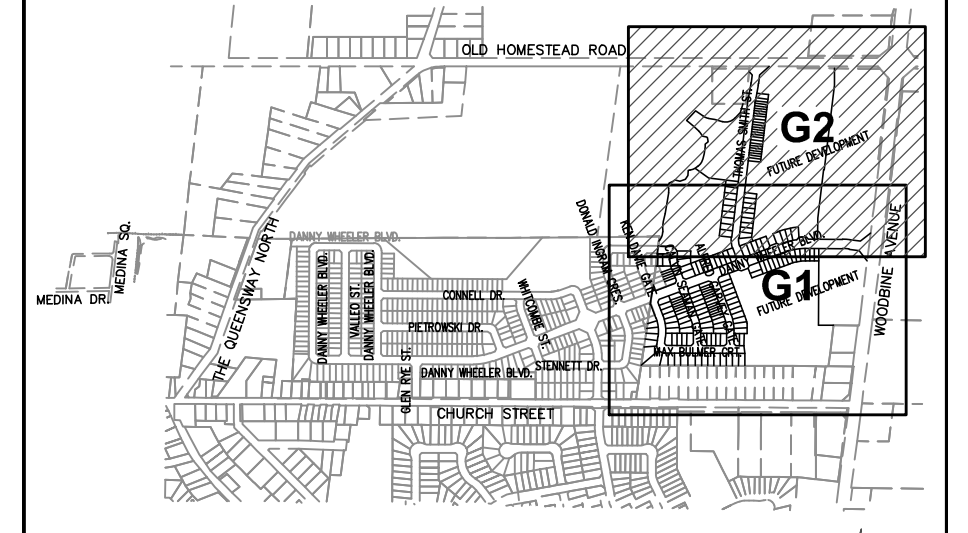 OLD HOMESTEAD ROAD
THOMAS SMITH ST.
G2
FUTURE DEVELOPMENT
MEDINA SQ.
MEDINA DR.
THE QUEENSWAY NORTH
DANNY WHEELER BLVD.
DONALD INGRAM CRES
KEN DAVIE GATE
DANNY WHEELER BLVD.
WOODBINE AVENUE
G1
FUTURE DEVELOPMENT
DANNY WHEELER BLVD.
VALLEO ST.
DANNY WHEELER BLVD.
CONNELL DR.
WHITCOMBE ST.
PIETROWSKI DR.
MAX BULMER CRT.
GLEN RYE ST.
DANNY WHEELER BLVD.
STENNETT DR.
CHURCH STREET